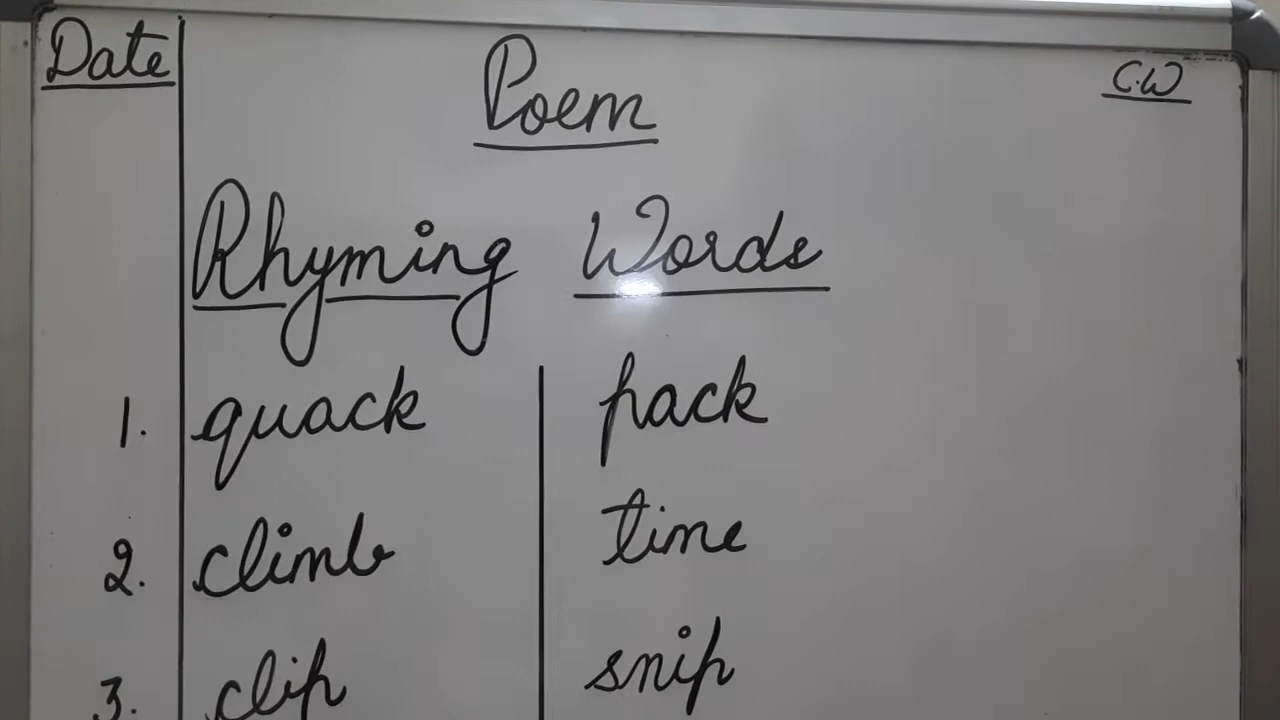 Date Poem C.W
Rhyming Words
1. quack pack
2. climb time
3. clip snip